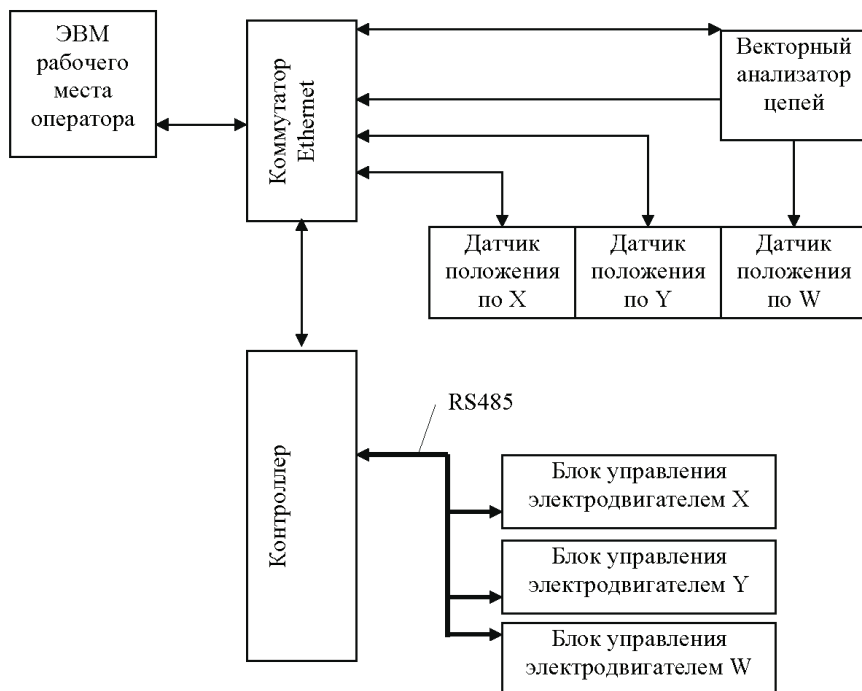 ЭВМ
рабочего
места
оператора
Коммутатор
Ethernet
Векторный
анализатор
цепей
Датчик
положения
по X
Датчик
положения
по Y
Датчик
положения
по W
Контроллер
RS485
Блок управления
электродвигателем X
Блок управления
электродвигателем Y
Блок управления
электродвигателем W